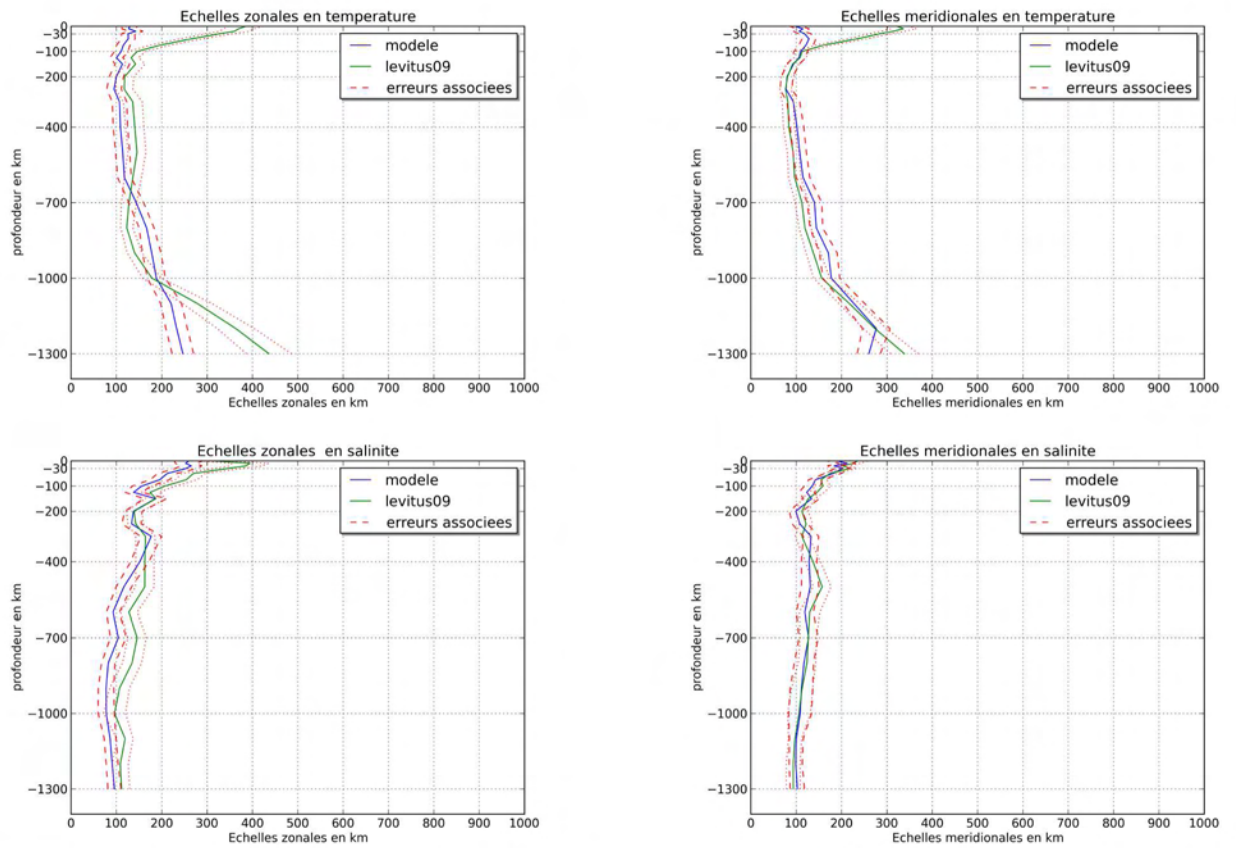 Echelles zonales en temperature
0
−30
−100
−200
−400
−700
−1000
−1300
profondeur en km
modele
levitus09
erreurs associees
0 100 200 300 400 500 600 700 800 900 1000
Echelles zonales en km
Echelles meridionales en temperature
0
−30
−100
−200
−400
−700
−1000
−1300
profondeur en km
modele
levitus09
erreurs associees
0 100 200 300 400 500 600 700 800 900 1000
Echelles meridionales en km
Echelles zonales en salinite
0
−30
−100
−200
−400
−700
−1000
−1300
profondeur en km
modele
levitus09
erreurs associees
0 100 200 300 400 500 600 700 800 900 1000
Echelles zonales en km
Echelles meridionales en salinite
0
−30
−100
−200
−400
−700
−1000
−1300
profondeur en km
modele
levitus09
erreurs associees
0 100 200 300 400 500 600 700 800 900 1000
Echelles meridionales en km